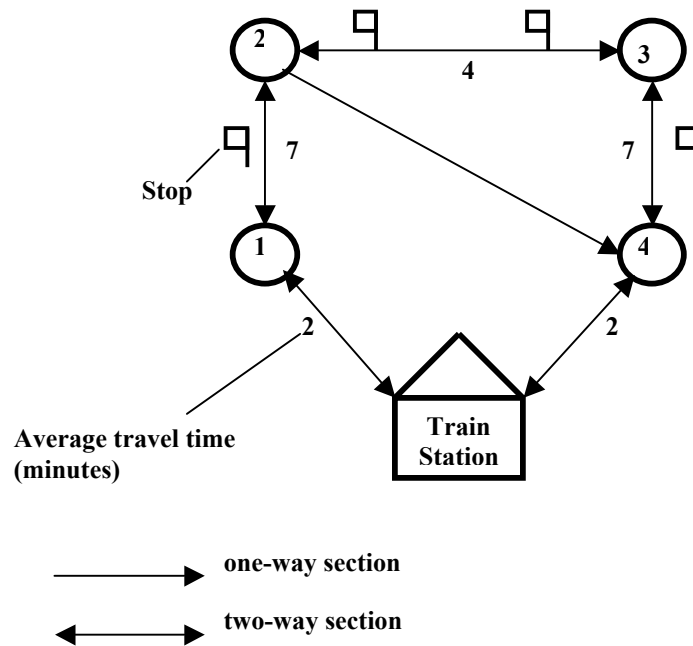 2
3
4
7
7
Stop
1
4
2
2
Train
Station
Average travel time
(minutes)
one-way section
two-way section